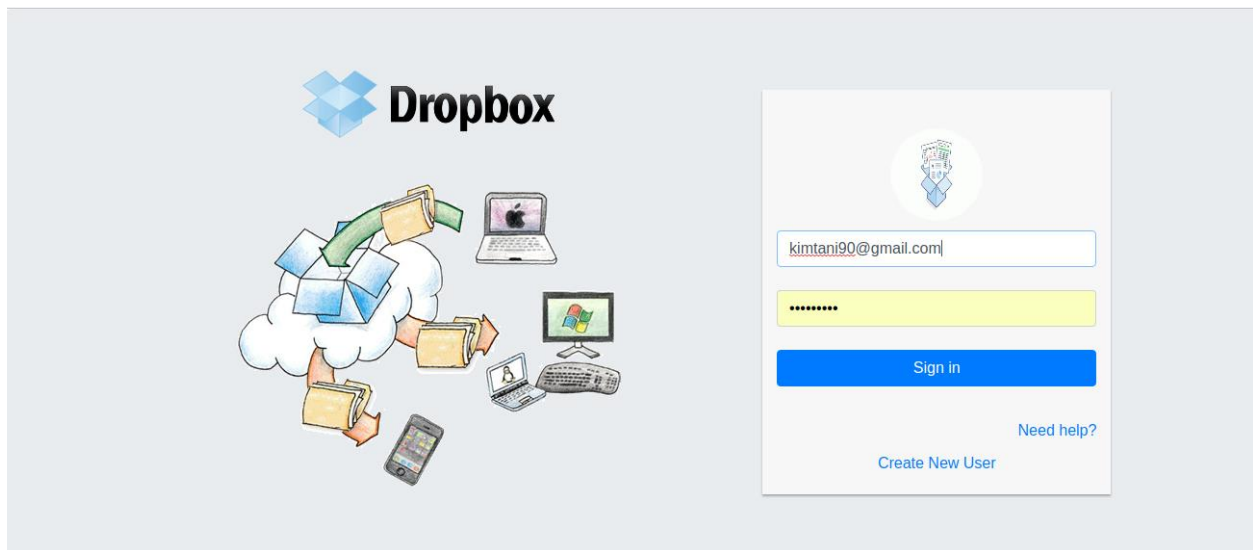 Dropbox
kimtani90@gmail.com
•••••••••
Sign in
Need help?
Create New User